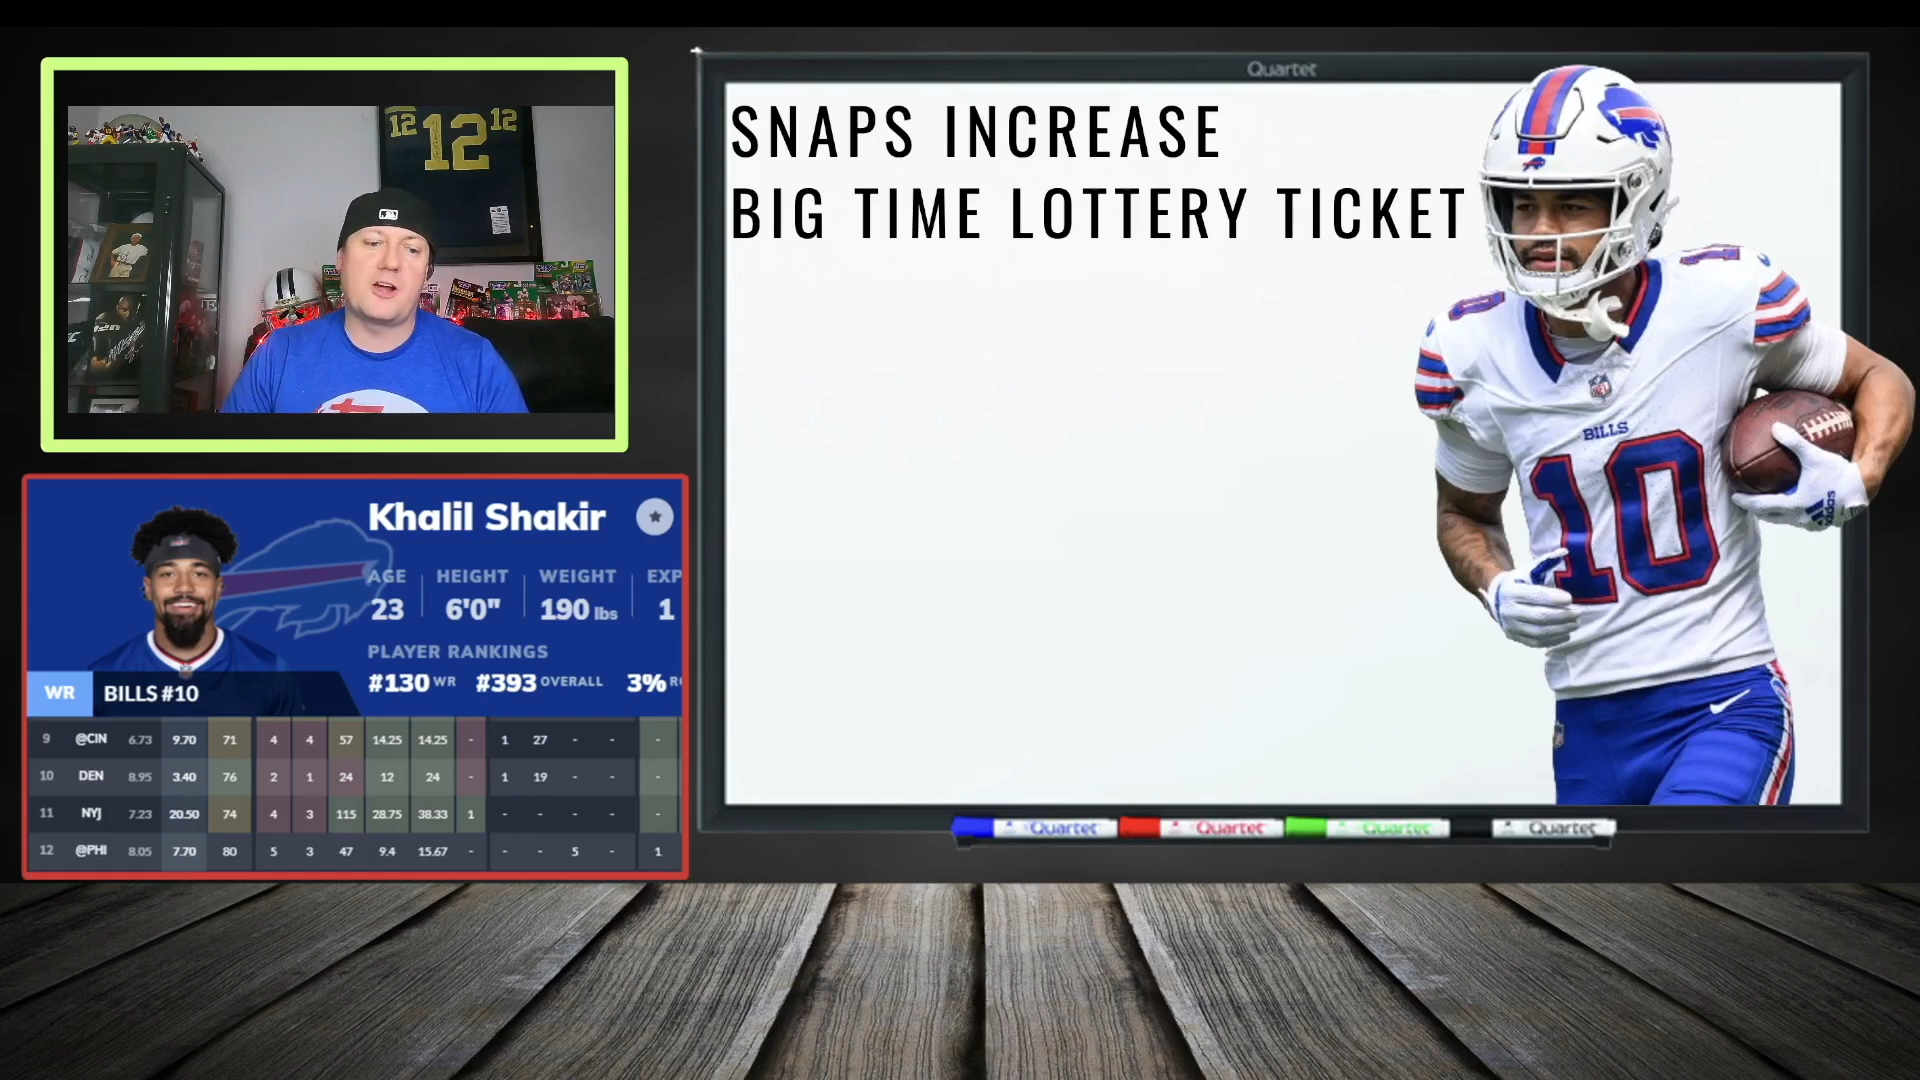 Quartet
SNAPS INCREASE
BIG TIME LOTTERY TICKET
12 12 12
Khalil Shakir
AGE HEIGHT WEIGHT EXP
23 6'0" 190 lbs 1
PLAYER RANKINGS
#130 WR #393 OVERALL 3%
WR BILLS #10
9 @CIN 6.73 9.70 71 4 4 57 14.25 14.25 - 1 27 - - -
10 DEN 8.95 3.40 76 2 1 24 12 24 - 1 19 - - -
11 NYJ 7.23 20.50 74 4 3 115 28.75 38.33 1 - - - - -
12 @PHI 8.05 7.70 80 5 3 47 9.4 15.67 - - - 5 - 1
BILLS
10
adidas
Quartet Quartet Quartet Quartet